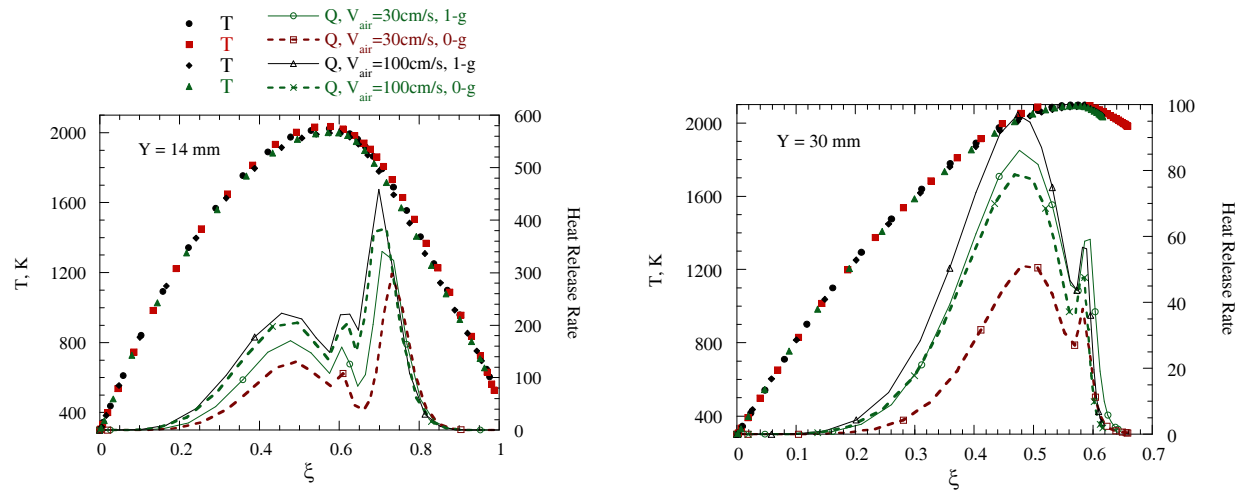 T Q, V_air=30cm/s, 1-g
T Q, V_air=30cm/s, 0-g
T Q, V_air=100cm/s, 1-g
T Q, V_air=100cm/s, 0-g
Y = 14 mm
T, K
2000
1600
1200
800
400
0 0.2 0.4 0.6 0.8 1
ξ
600
500
400
300
200
100
0
Heat Release Rate
Y = 30 mm
T, K
2000
1600
1200
800
400
0 0.1 0.2 0.3 0.4 0.5 0.6 0.7
ξ
100
80
60
40
20
0
Heat Release Rate